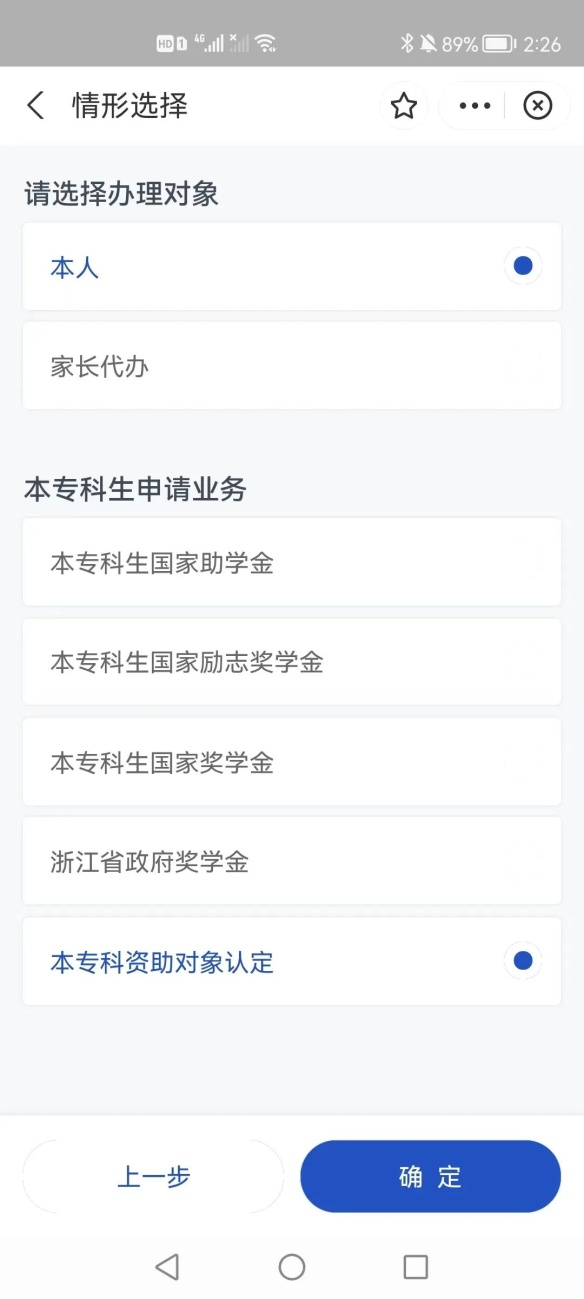 HD 1 4G 89% 2:26
情形选择
请选择办理对象
本人
家长代办
本专科生申请业务
本专科生国家助学金
本专科生国家励志奖学金
本专科生国家奖学金
浙江省政府奖学金
本专科资助对象认定
上一步 确 定